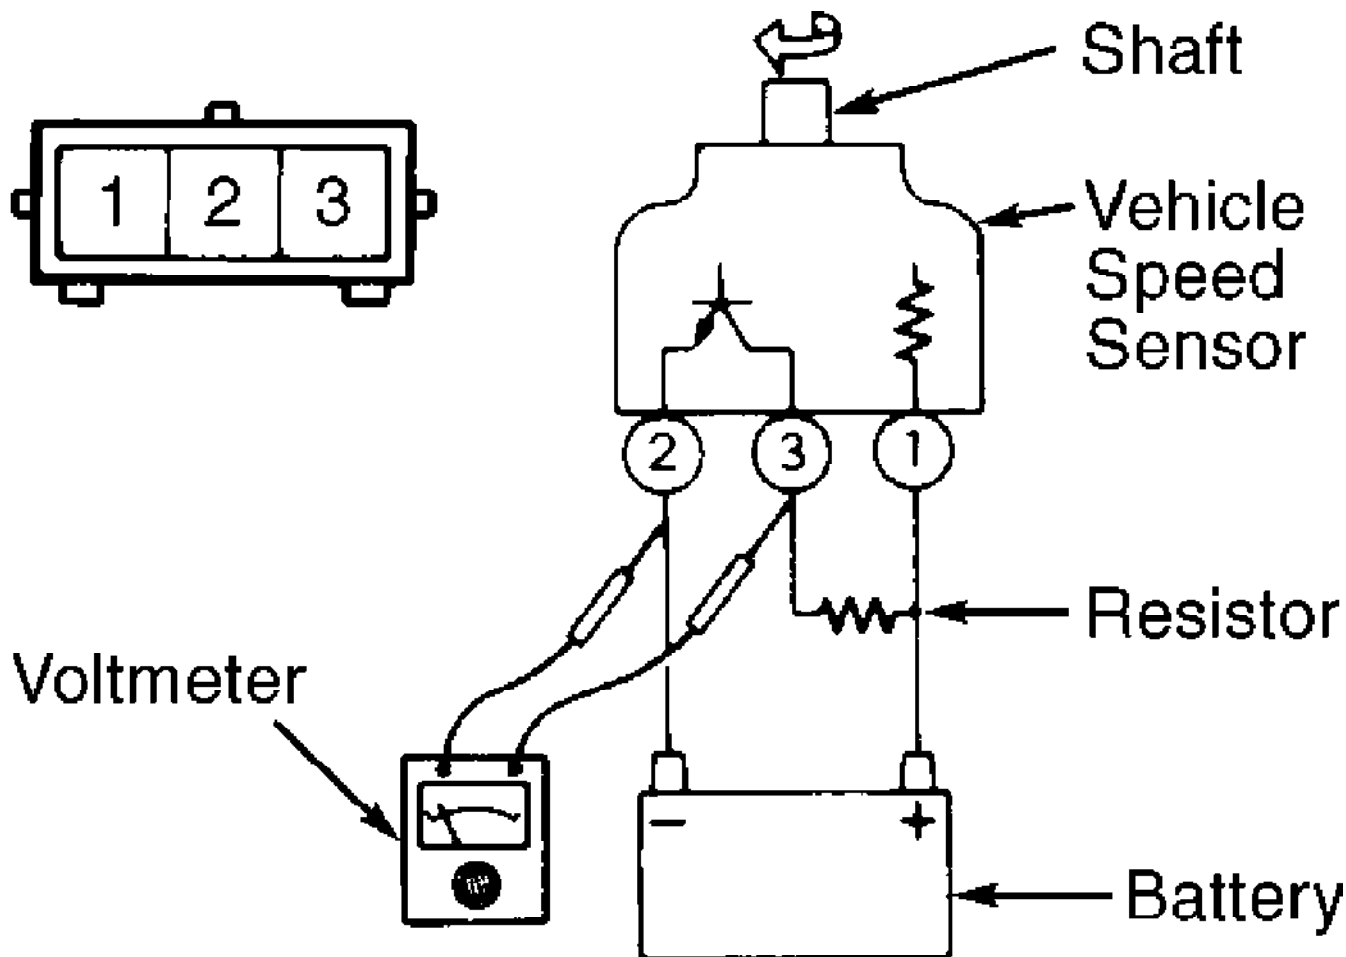 Shaft
1 2 3
Vehicle
Speed
Sensor
2 3 1
Resistor
Voltmeter
- +
Battery